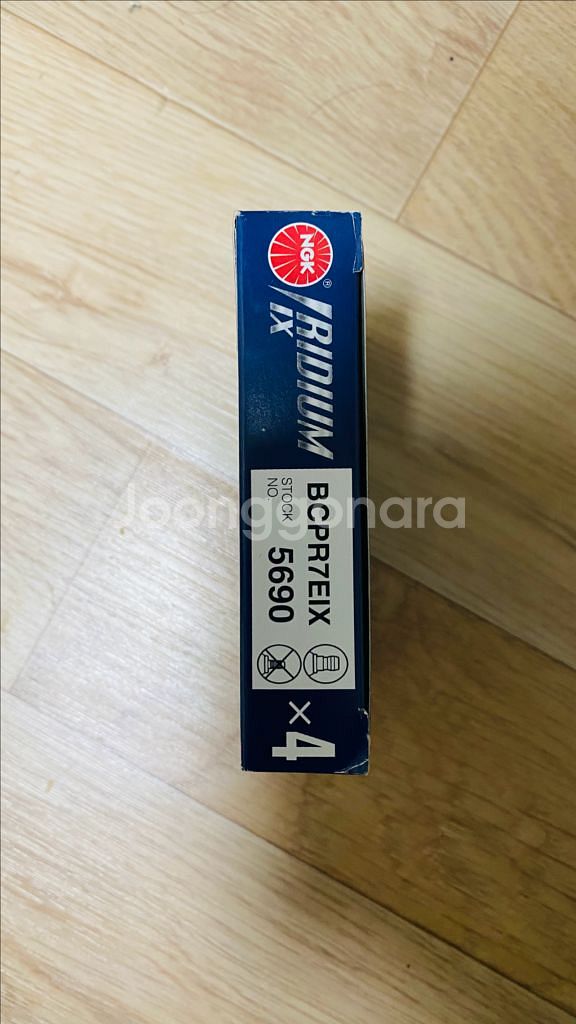 NGK
®
IRIDIUM
IX
BCPR7EIX
STOCK
NO.
5690
×4
Joonggonara